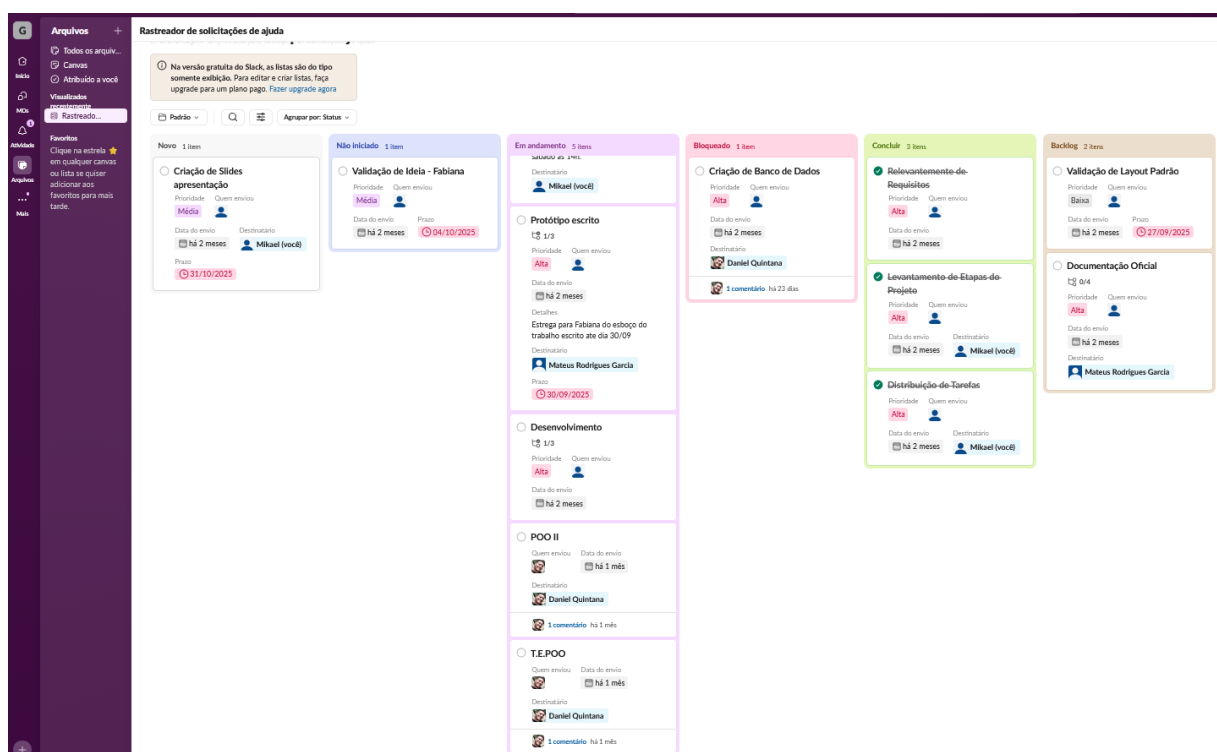 G
Início
MDs
1
Atividade
Arquivos
Mais
Arquivos
Todos os arquiv...
Canvas
Atribuído a você
Visualizados
recentemente
Rastreado...
Favoritos
Clique na estrela
em qualquer canvas
ou lista se quiser
adicionar aos
favoritos para mais
tarde.
Rastreador de solicitações de ajuda
Na versão gratuita do Slack, as listas são do tipo
somente exibição. Para editar e criar listas, faça
upgrade para um plano pago. Fazer upgrade agora
Padrão
Agrupar por: Status
Novo 1 item
Criação de Slides
apresentação
Prioridade Quem enviou
Média
Data do envio Destinatário
há 2 meses Mikael (você)
Prazo
31/10/2025
Não iniciado 1 item
Validação de Ideia - Fabiana
Prioridade Quem enviou
Média
Data do envio Prazo
há 2 meses 04/10/2025
Em andamento 5 itens
sábado as 14h.
Destinatário
Mikael (você)
Protótipo escrito
1/3
Prioridade Quem enviou
Alta
Data do envio
há 2 meses
Detalhes
Estrega para Fabiana do esboço do
trabalho escrito ate dia 30/09
Destinatário
Mateus Rodrigues Garcia
Prazo
30/09/2025
Desenvolvimento
1/3
Prioridade Quem enviou
Alta
Data do envio
há 2 meses
POO II
Quem enviou Data do envio
há 1 mês
Destinatário
Daniel Quintana
1 comentário há 1 mês
T.E.POO
Quem enviou Data do envio
há 1 mês
Destinatário
Daniel Quintana
1 comentário há 1 mês
Bloqueado 1 item
Criação de Banco de Dados
Prioridade Quem enviou
Alta
Data do envio
há 2 meses
Destinatário
Daniel Quintana
1 comentário há 23 dias
Concluir 3 itens
Relevantemente de
Requisitos
Prioridade Quem enviou
Alta
Data do envio
há 2 meses
Levantamento de Etapas do
Projeto
Prioridade Quem enviou
Alta
Data do envio Destinatário
há 2 meses Mikael (você)
Distribuição de Tarefas
Prioridade Quem enviou
Alta
Data do envio Destinatário
há 2 meses Mikael (você)
Backlog 2 itens
Validação de Layout Padrão
Prioridade Quem enviou
Baixa
Data do envio Prazo
há 2 meses 27/09/2025
Documentação Oficial
0/4
Prioridade Quem enviou
Alta
Data do envio
há 2 meses
Destinatário
Mateus Rodrigues Garcia